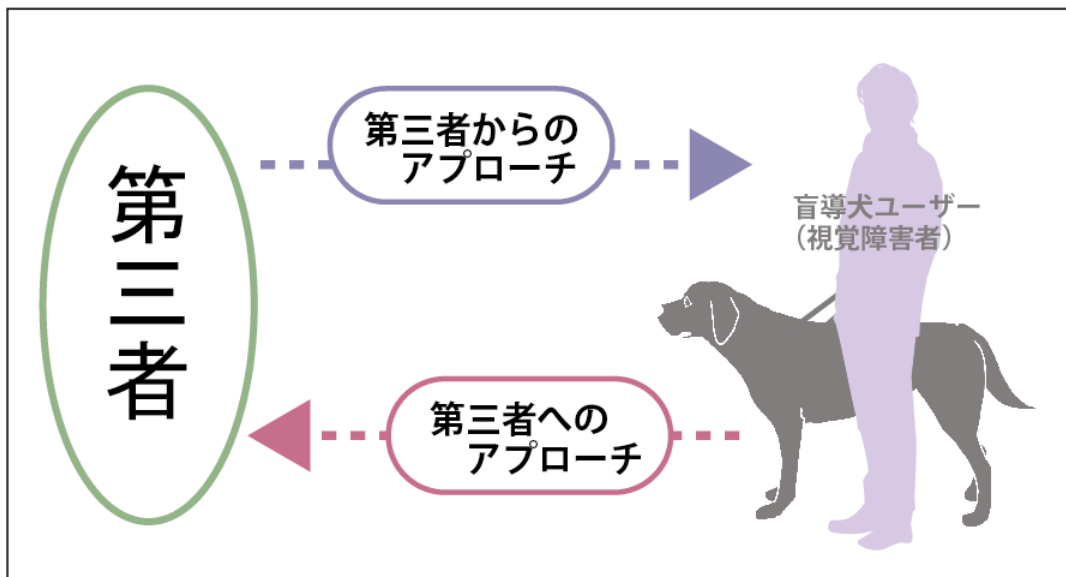 第三者
第三者からの
アプローチ
盲導犬ユーザー
（視覚障害者）
第三者への
アプローチ